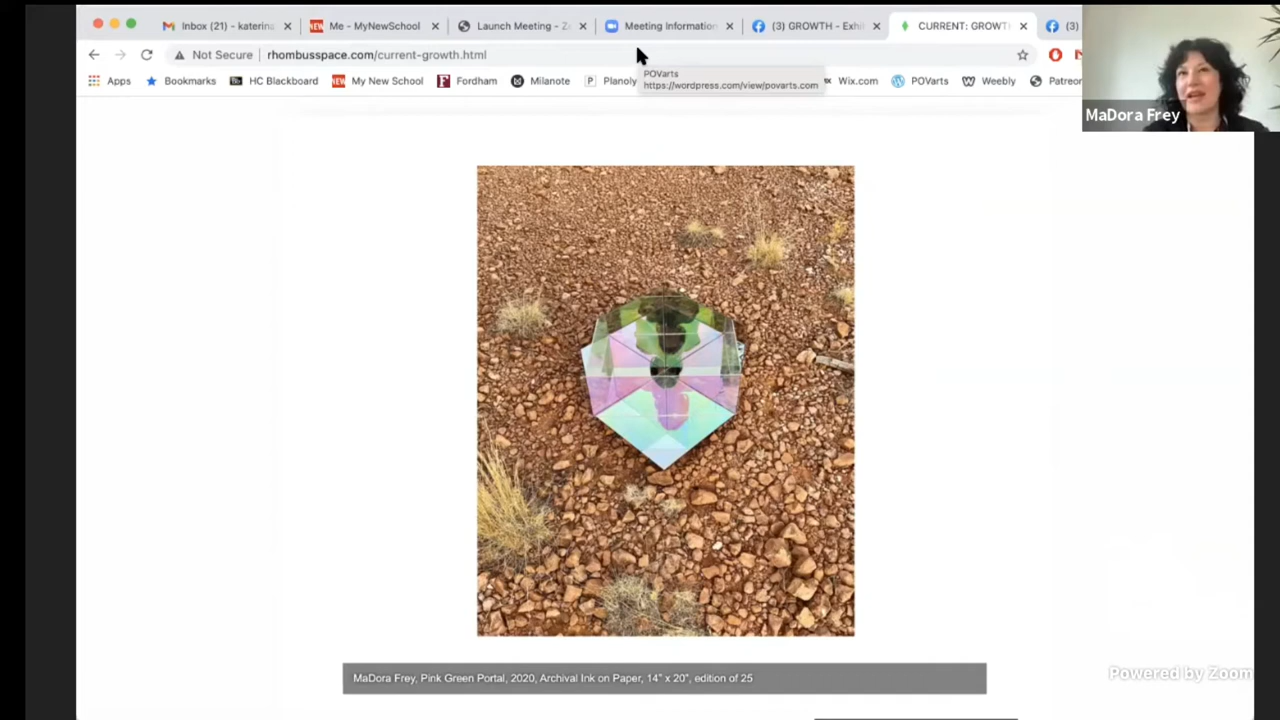 Inbox (21) - katerina
Me - MyNewSchool
Launch Meeting - Z
Meeting Information
(3) GROWTH - Exhi
CURRENT: GROWT
(3)
Not Secure
rhombusspace.com/current-growth.html
Apps
Bookmarks
HC Blackboard
My New School
Fordham
Milanote
Planoly
Wix.com
POVarts
Weebly
Patreo
POVarts
https://wordpress.com/view/povarts.com
MaDora Frey
MaDora Frey, Pink Green Portal, 2020, Archival Ink on Paper, 14" x 20", edition of 25
Powered by Zoom